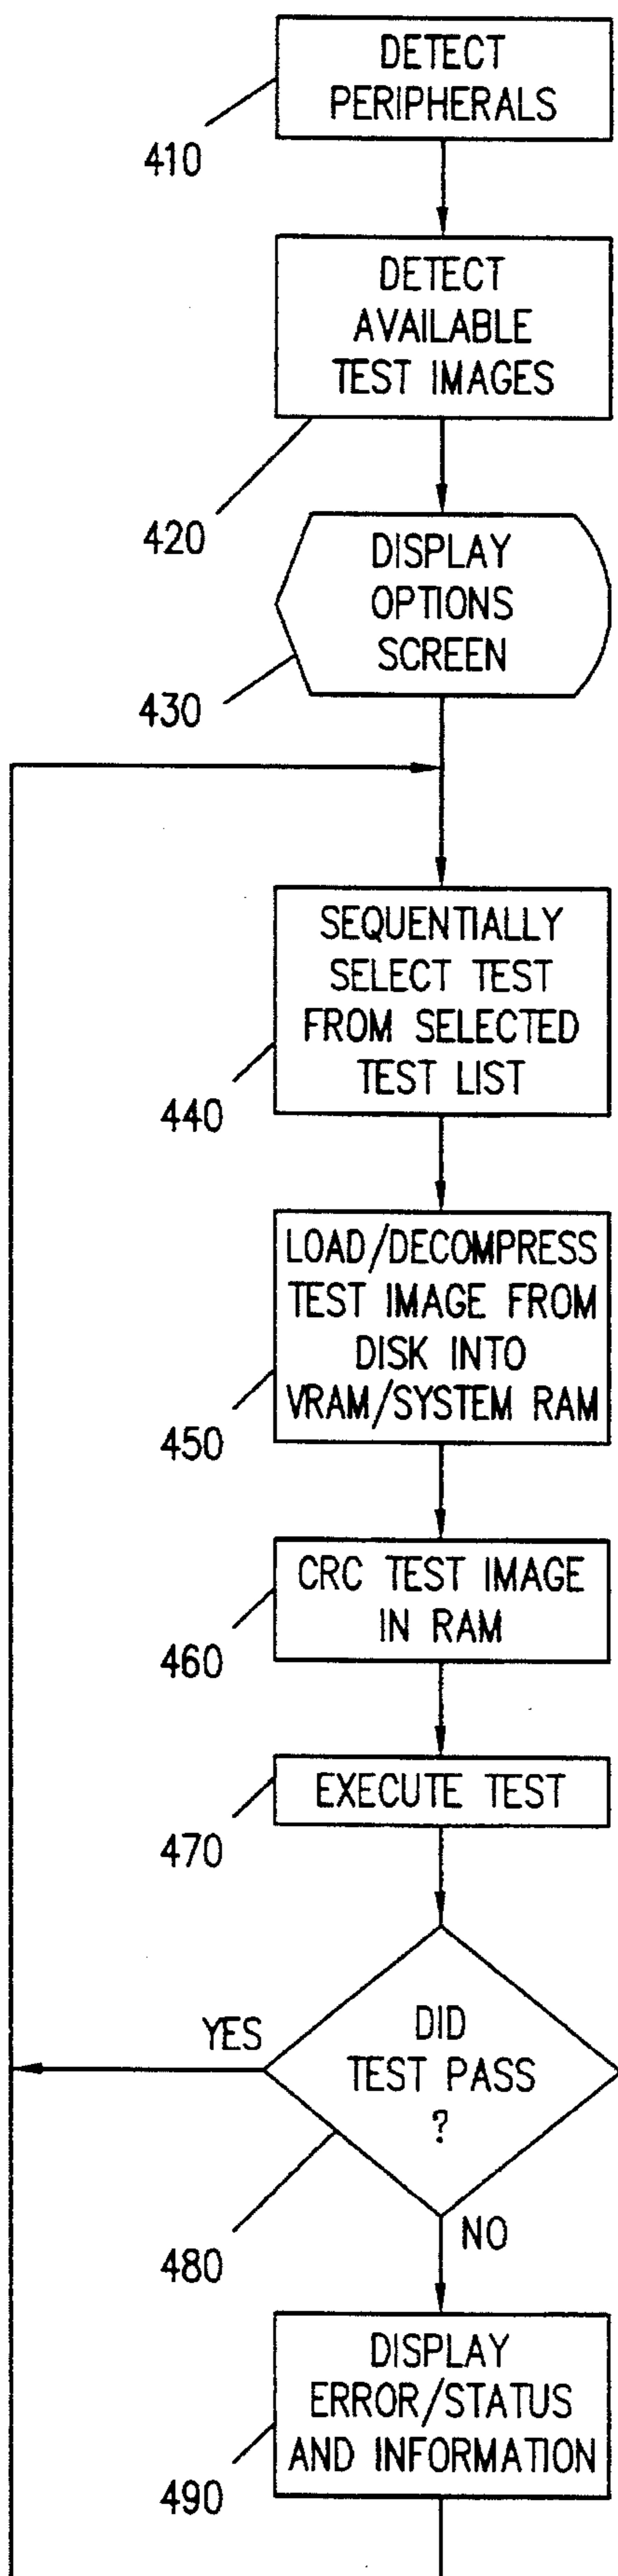 DETECT
PERIPHERALS
410
DETECT
AVAILABLE
TEST IMAGES
420
DISPLAY
OPTIONS
SCREEN
430
SEQUENTIALLY
SELECT TEST
FROM SELECTED
TEST LIST
440
LOAD/DECOMPRESS
TEST IMAGE FROM
DISK INTO
VRAM/SYSTEM RAM
450
CRC TEST IMAGE
IN RAM
460
EXECUTE TEST
470
YES
DID
TEST PASS
?
480
NO
DISPLAY
ERROR/STATUS
AND INFORMATION
490